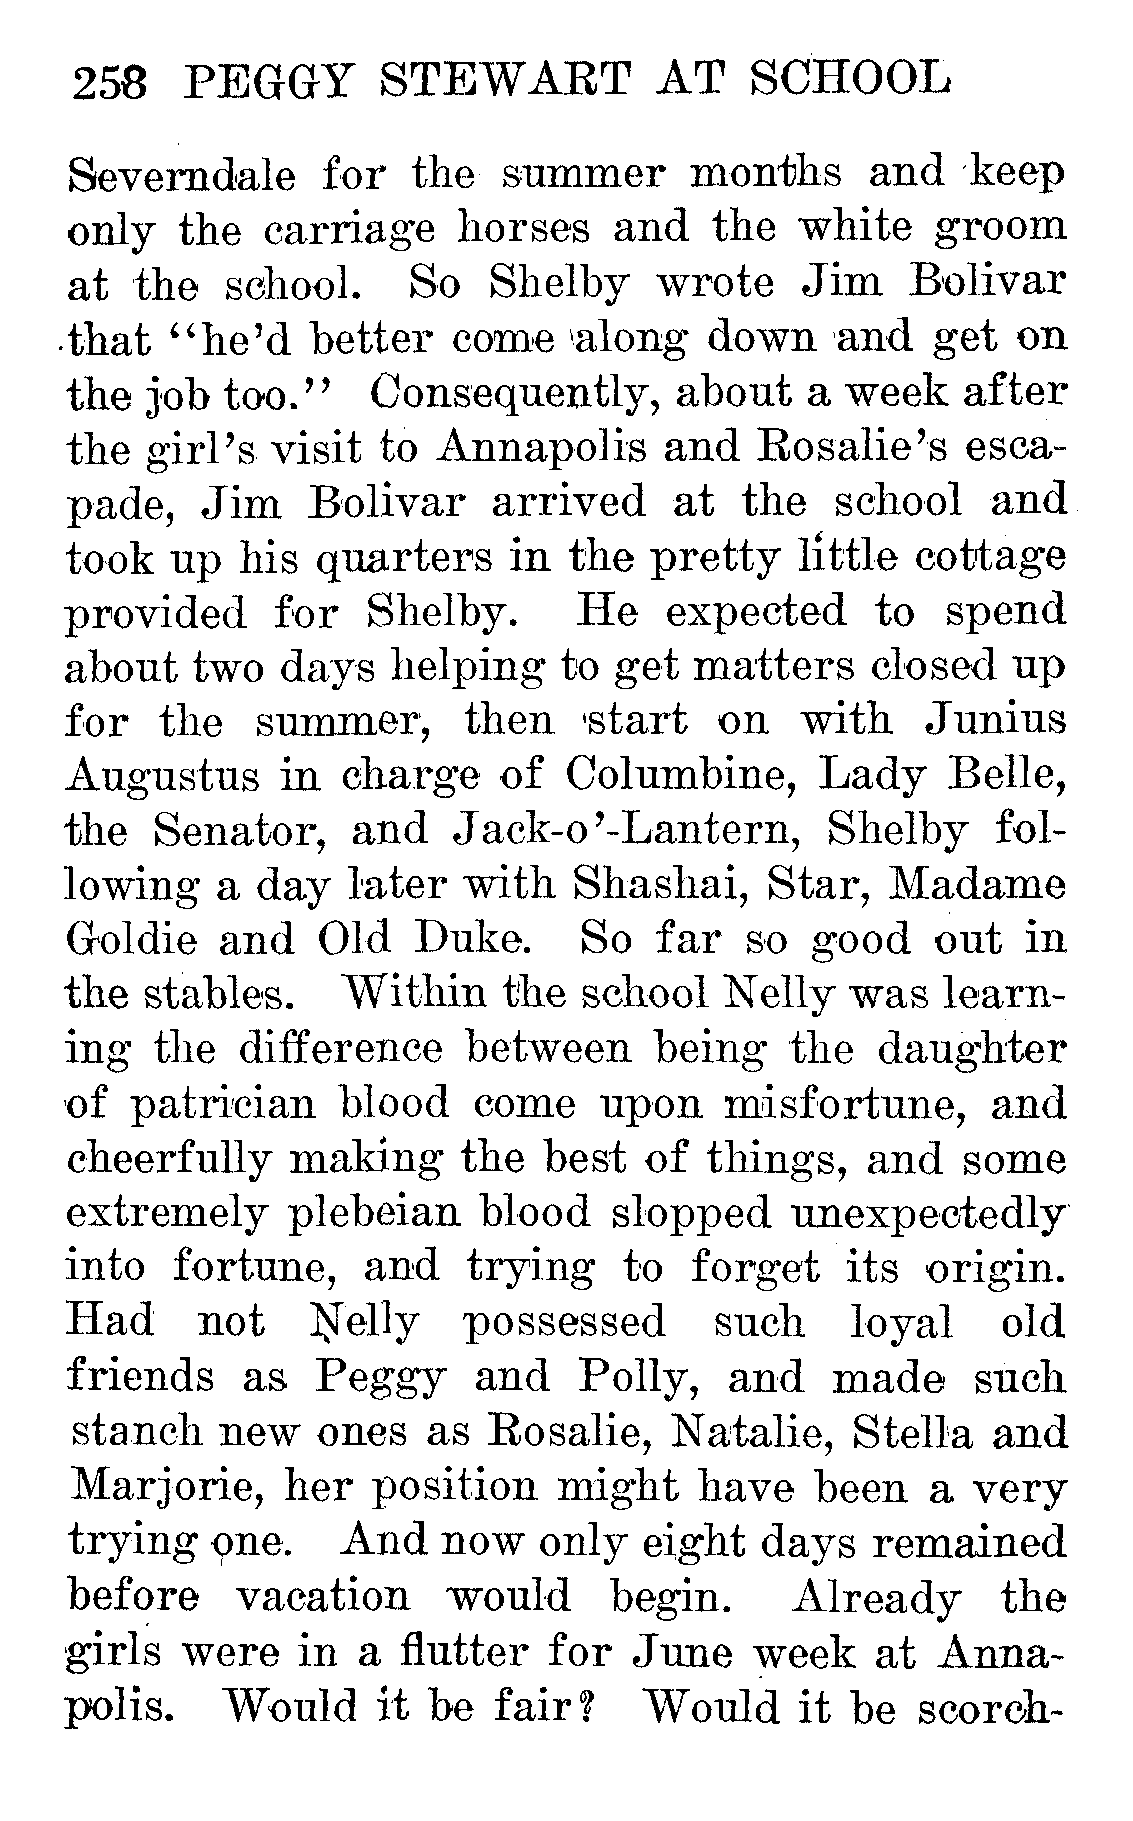 258 PEGGY STEWART AT SCHOOL
Severndale for the summer months and keep
only the carriage horses and the white groom
at the school. So Shelby wrote Jim Bolivar
that "he'd better come along down and get on
the job too." Consequently, about a week after
the girl's visit to Annapolis and Rosalie's esca-
pade, Jim Bolivar arrived at the school and
took up his quarters in the pretty little cottage
provided for Shelby. He expected to spend
about two days helping to get matters closed up
for the summer, then start on with Junius
Augustus in charge of Columbine, Lady Belle,
the Senator, and Jack-o'-Lantern, Shelby fol-
lowing a day later with Shashai, Star, Madame
Goldie and Old Duke. So far so good out in
the stables. Within the school Nelly was learn-
ing the difference between being the daughter
of patrician blood come upon misfortune, and
cheerfully making the best of things, and some
extremely plebeian blood slopped unexpectedly
into fortune, and trying to forget its origin.
Had not Nelly possessed such loyal old
friends as Peggy and Polly, and made such
stanch new ones as Rosalie, Natalie, Stella and
Marjorie, her position might have been a very
trying one. And now only eight days remained
before vacation would begin. Already the
girls were in a flutter for June week at Anna-
polis. Would it be fair? Would it be scorch-